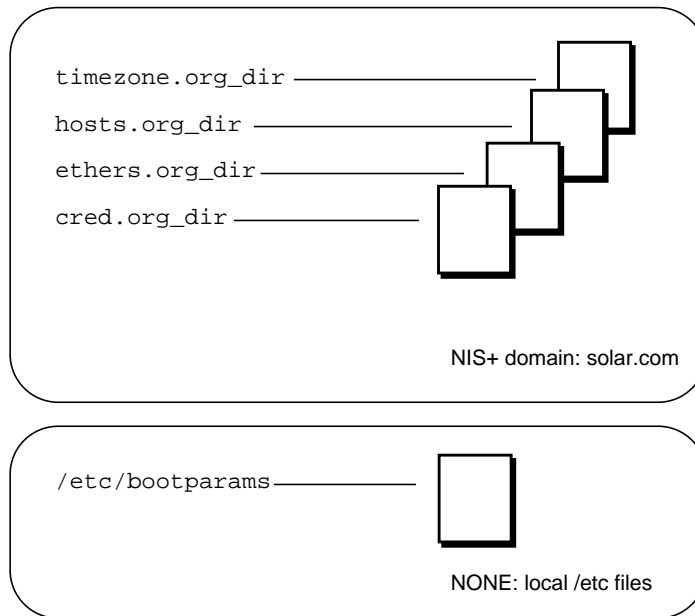 timezone.org_dir
hosts.org_dir
ethers.org_dir
cred.org_dir
NIS+ domain: solar.com
/etc/bootparams
NONE: local /etc files